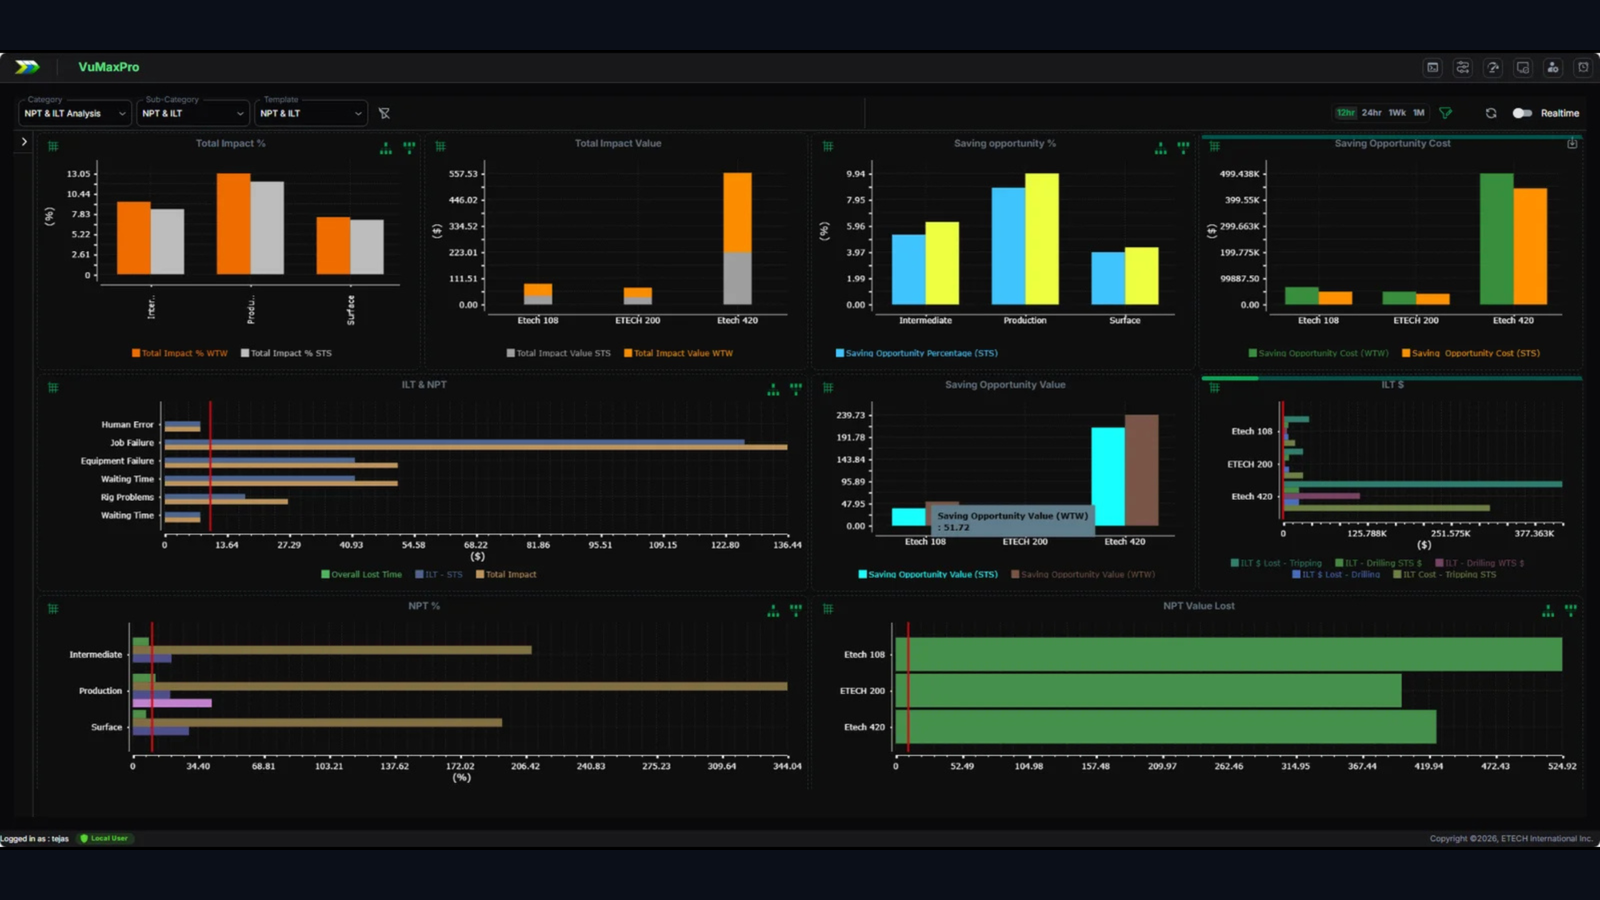 VuMaxPro
Category
NPT & ILT Analysis
Sub-Category
NPT & ILT
Template
NPT & ILT
12hr 24hr 1Wk 1M
Realtime
Total Impact %
13.05
10.44
7.83
5.22
2.61
0
(%)
Inter..
Produ..
Surface
Total Impact % WTW
Total Impact % STS
Total Impact Value
557.53
446.02
334.52
223.01
111.51
0.00
($)
Etech 108
ETECH 200
Etech 420
Total Impact Value STS
Total Impact Value WTW
Saving opportunity %
9.94
7.95
5.96
3.97
1.99
0.00
(%)
Intermediate
Production
Surface
Saving Opportunity Percentage (STS)
Saving Opportunity Cost
499.438K
399.55K
299.663K
199.775K
99887.50
0.00
($)
Etech 108
ETECH 200
Etech 420
Saving Opportunity Cost (WTW)
Saving Opportunity Cost (STS)
ILT & NPT
Human Error
Job Failure
Equipment Failure
Waiting Time
Rig Problems
Waiting Time
0 13.64 27.29 40.93 54.58 68.22 81.86 95.51 109.15 122.80 136.44
($)
Overall Lost Time
ILT - STS
Total Impact
Saving Opportunity Value
239.73
191.78
143.84
95.89
47.95
0.00
Saving Opportunity Value (WTW)
: 51.72
Etech 108
ETECH 200
Etech 420
Saving Opportunity Value (STS)
Saving Opportunity Value (WTW)
ILT $
Etech 108
ETECH 200
Etech 420
0 125.788K 251.575K 377.363K
($)
ILT $ Lost - Tripping
ILT - Drilling STS $
ILT - Drilling WTS $
ILT $ Lost - Drilling
ILT Cost - Tripping STS
NPT %
Intermediate
Production
Surface
0 34.40 68.81 103.21 137.62 172.02 206.42 240.83 275.23 309.64 344.04
(%)
NPT Value Lost
Etech 108
ETECH 200
Etech 420
0 52.49 104.98 157.48 209.97 262.46 314.95 367.44 419.94 472.43 524.92
Logged in as : tejas
Local User
Copyright ©2026, ETECH International Inc.